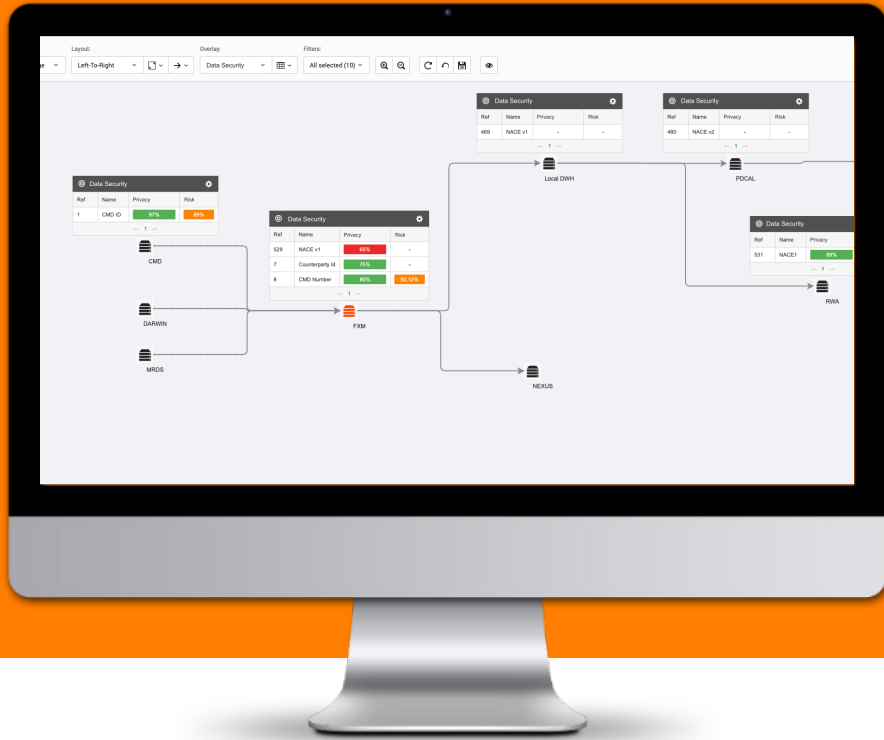 Layout: Overlay: Filters:
ge Left-To-Right Data Security All selected (10)
Data Security
Ref Name Privacy Risk
469 NACE v1 - -
1
Local DWH
Data Security
Ref Name Privacy Risk
480 NACE v2 - -
1
PDCAL
Data Security
Ref Name Privacy Risk
1 CMD ID 97%
1
CMD
Data Security
Ref Name Privacy Risk
529 NACE v1 65% -
7 Counterparty Id 75% -
8 CMD Number 80% 92.13%
1
FXM
Data Security
Ref Name Privacy
531 NACE1 99%
1
RWA
DARWIN
MRDS
NEXUS